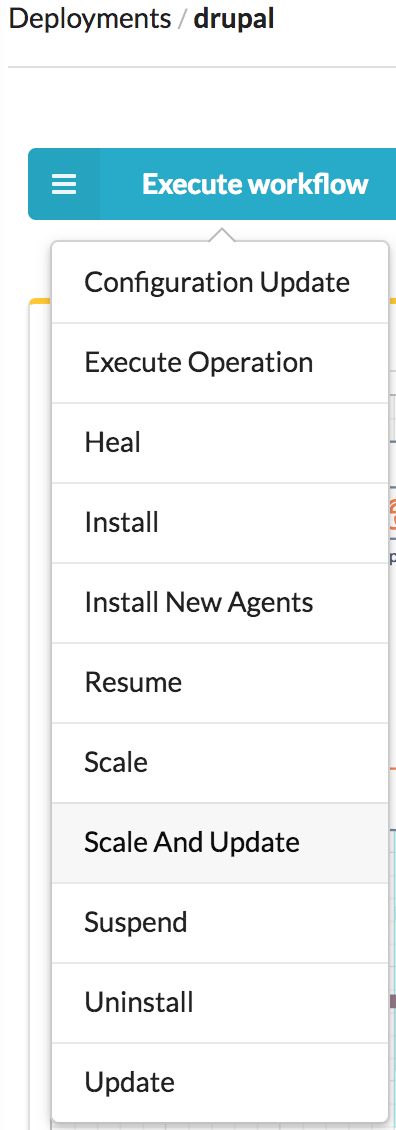 Deployments / drupal
Execute workflow
Configuration Update
Execute Operation
Heal
Install
Install New Agents
Resume
Scale
Scale And Update
Suspend
Uninstall
Update